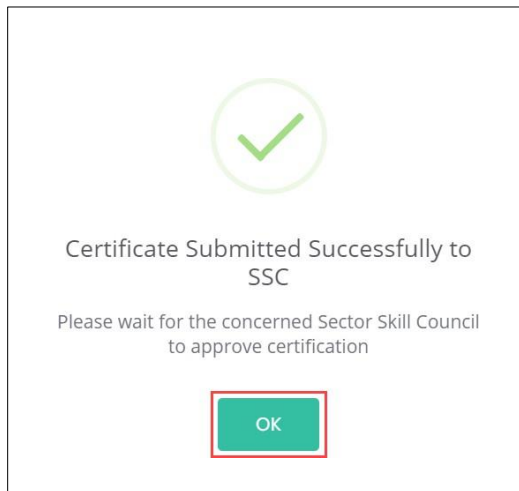 Certificate Submitted Successfully to
SSC
Please wait for the concerned Sector Skill Council
to approve certification
OK